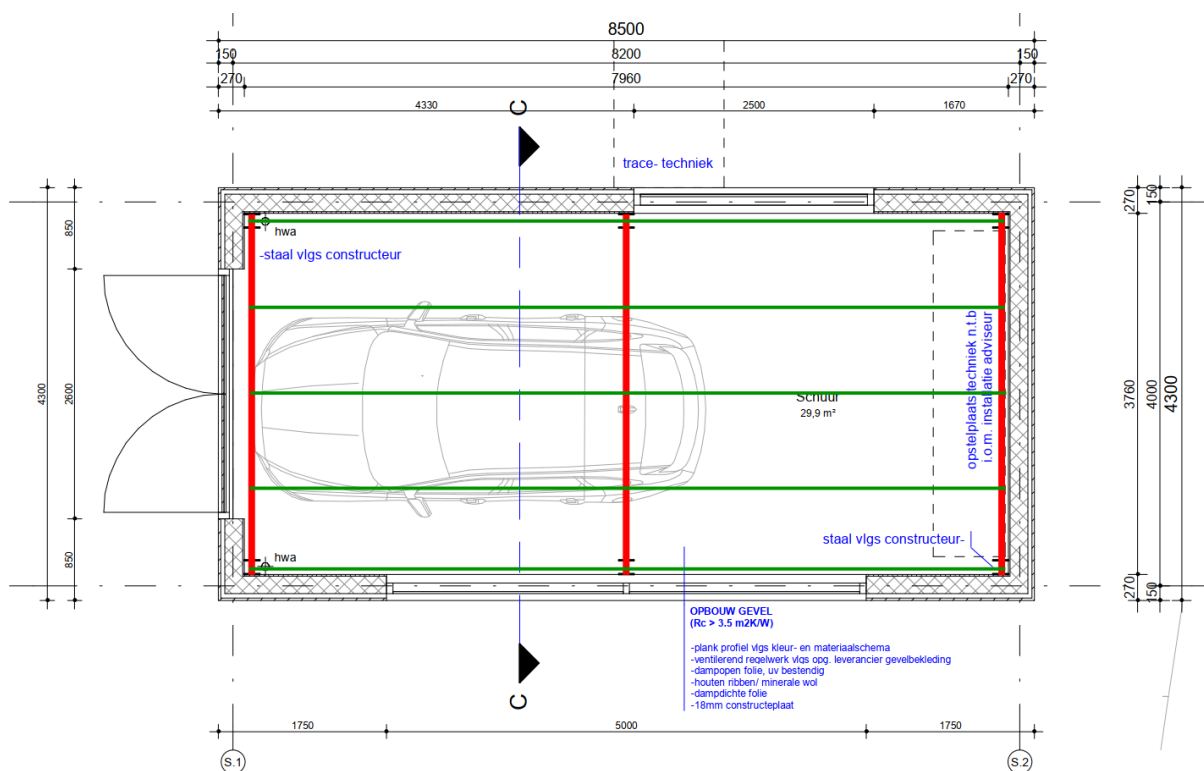 8500
150 8200 150
270 7960 270
4330 2500 1670
C
trace- techniek
hwa
-staal vlgs constructeur
850
2600
850
4300
270
150
3760
4000
4300
270
150
opstelplaats techniek n.t.b
i.o.m. installatie adviseur
Schuur
29,9 m²
staal vlgs constructeur-
hwa
OPBOUW GEVEL
(Rc > 3.5 m2K/W)
-plank profiel vlgs kleur- en materiaalschema
-ventilerend regelwerk vlgs opg. leverancier gevelbekleding
-dampopen folie, uv bestendig
-houten ribben/ minerale wol
-dampdichte folie
-18mm constructeplaat
C
1750 5000 1750
S.1 S.2